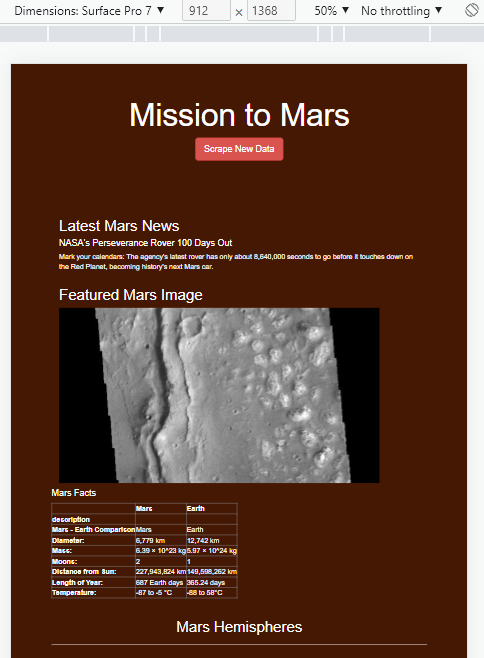 Dimensions: Surface Pro 7 ▼ 912 × 1368 50% ▼ No throttling ▼
Mission to Mars
Scrape New Data
Latest Mars News
NASA's Perseverance Rover 100 Days Out
Mark your calendars: The agency's latest rover has only about 8,640,000 seconds to go before it touches down on
the Red Planet, becoming history's next Mars car.
Featured Mars Image
Mars Facts
Mars Earth
description
Mars - Earth Comparison Mars Earth
Diameter: 6,779 km 12,742 km
Mass: 6.39 × 10^23 kg 5.97 × 10^24 kg
Moons: 2 1
Distance from Sun: 227,943,824 km 149,598,262 km
Length of Year: 687 Earth days 365.24 days
Temperature: -87 to -5 °C -88 to 58°C
Mars Hemispheres